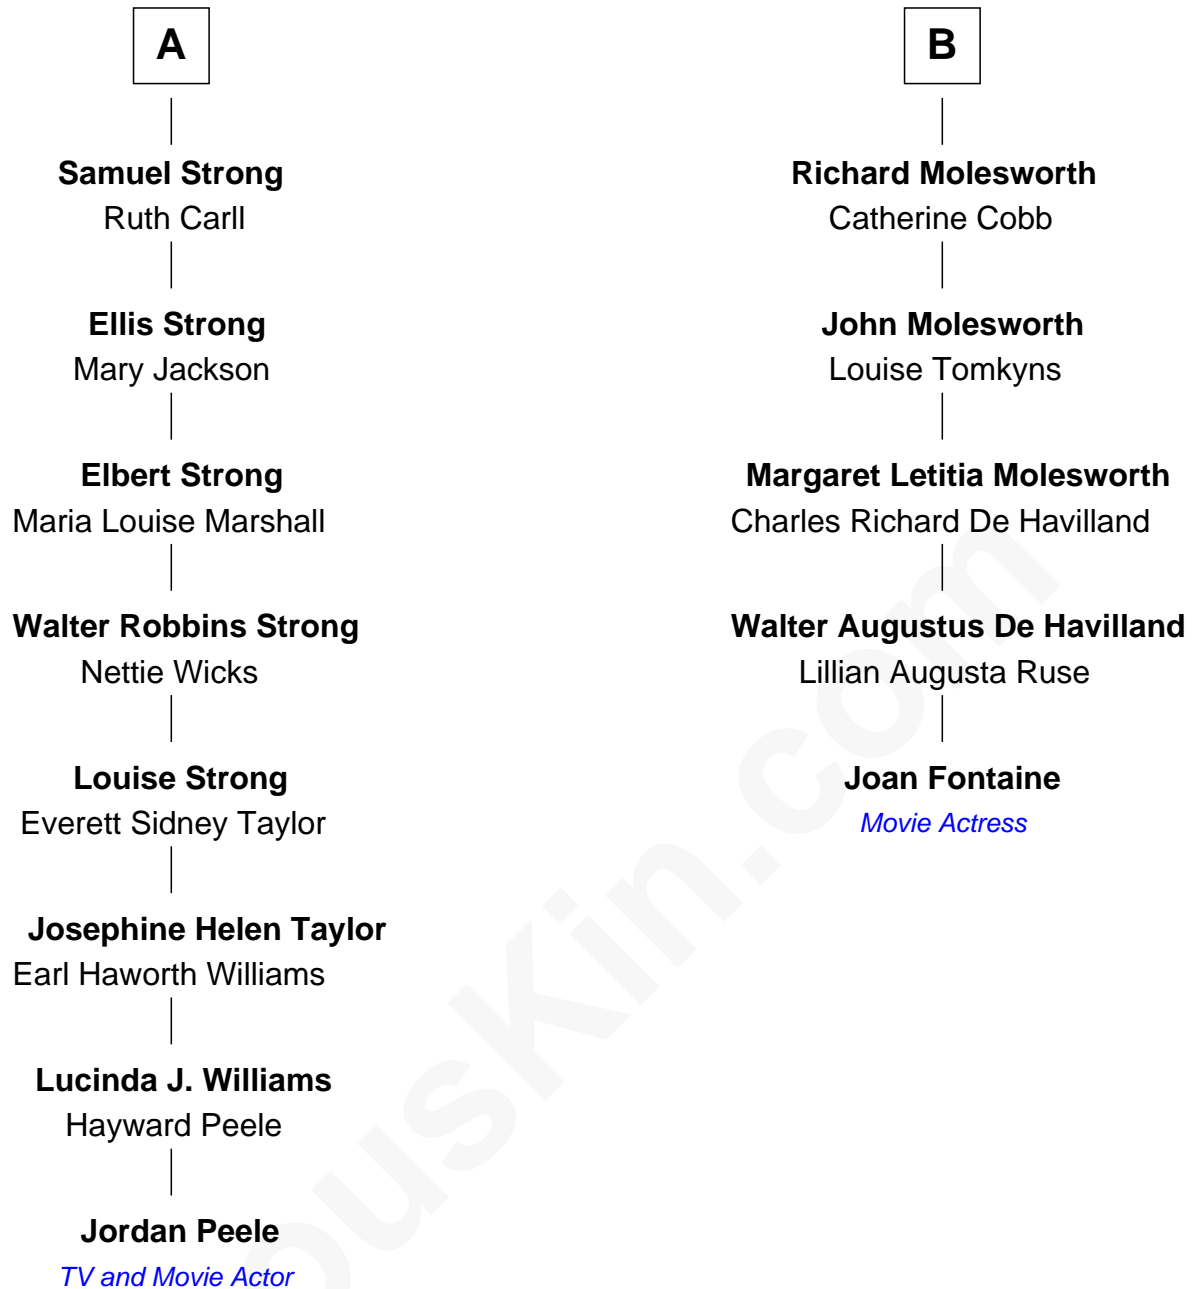 A
Samuel Strong
Ruth Carll
Ellis Strong
Mary Jackson
Elbert Strong
Maria Louise Marshall
Walter Robbins Strong
Nettie Wicks
Louise Strong
Everett Sidney Taylor
Josephine Helen Taylor
Earl Haworth Williams
Lucinda J. Williams
Hayward Peele
Jordan Peele
TV and Movie Actor
B
Richard Molesworth
Catherine Cobb
John Molesworth
Louise Tomkyns
Margaret Letitia Molesworth
Charles Richard De Havilland
Walter Augustus De Havilland
Lillian Augusta Ruse
Joan Fontaine
Movie Actress
ousKin.com